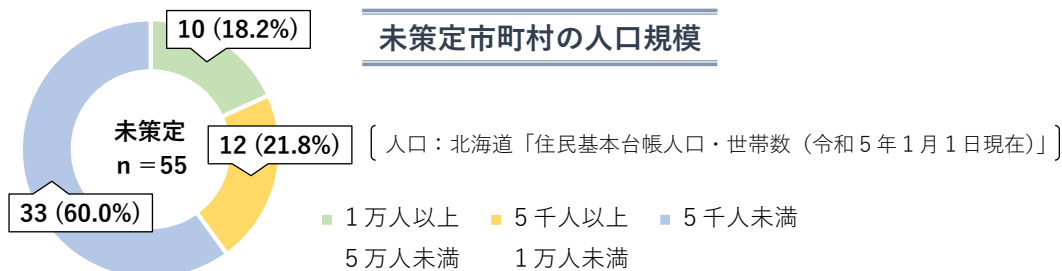 10 (18.2%)
未策定市町村の人口規模
未策定
n＝55
12 (21.8%)
人口：北海道「住民基本台帳人口・世帯数（令和５年１月１日現在）」
33 (60.0%)
１万人以上
５万人未満
５千人以上
１万人未満
５千人未満